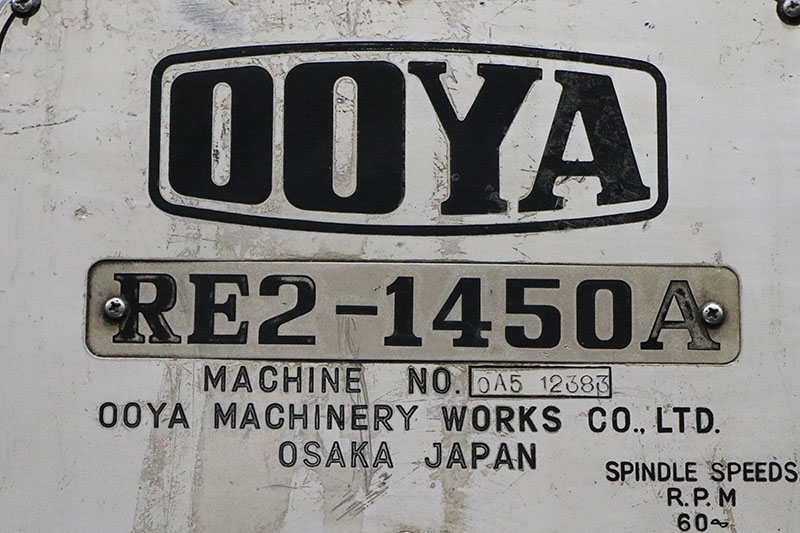 OOYA
RE2-1450A
MACHINE NO. 0A5 12383
OOYA MACHINERY WORKS CO., LTD.
OSAKA JAPAN
SPINDLE SPEEDS
R.P.M
60~